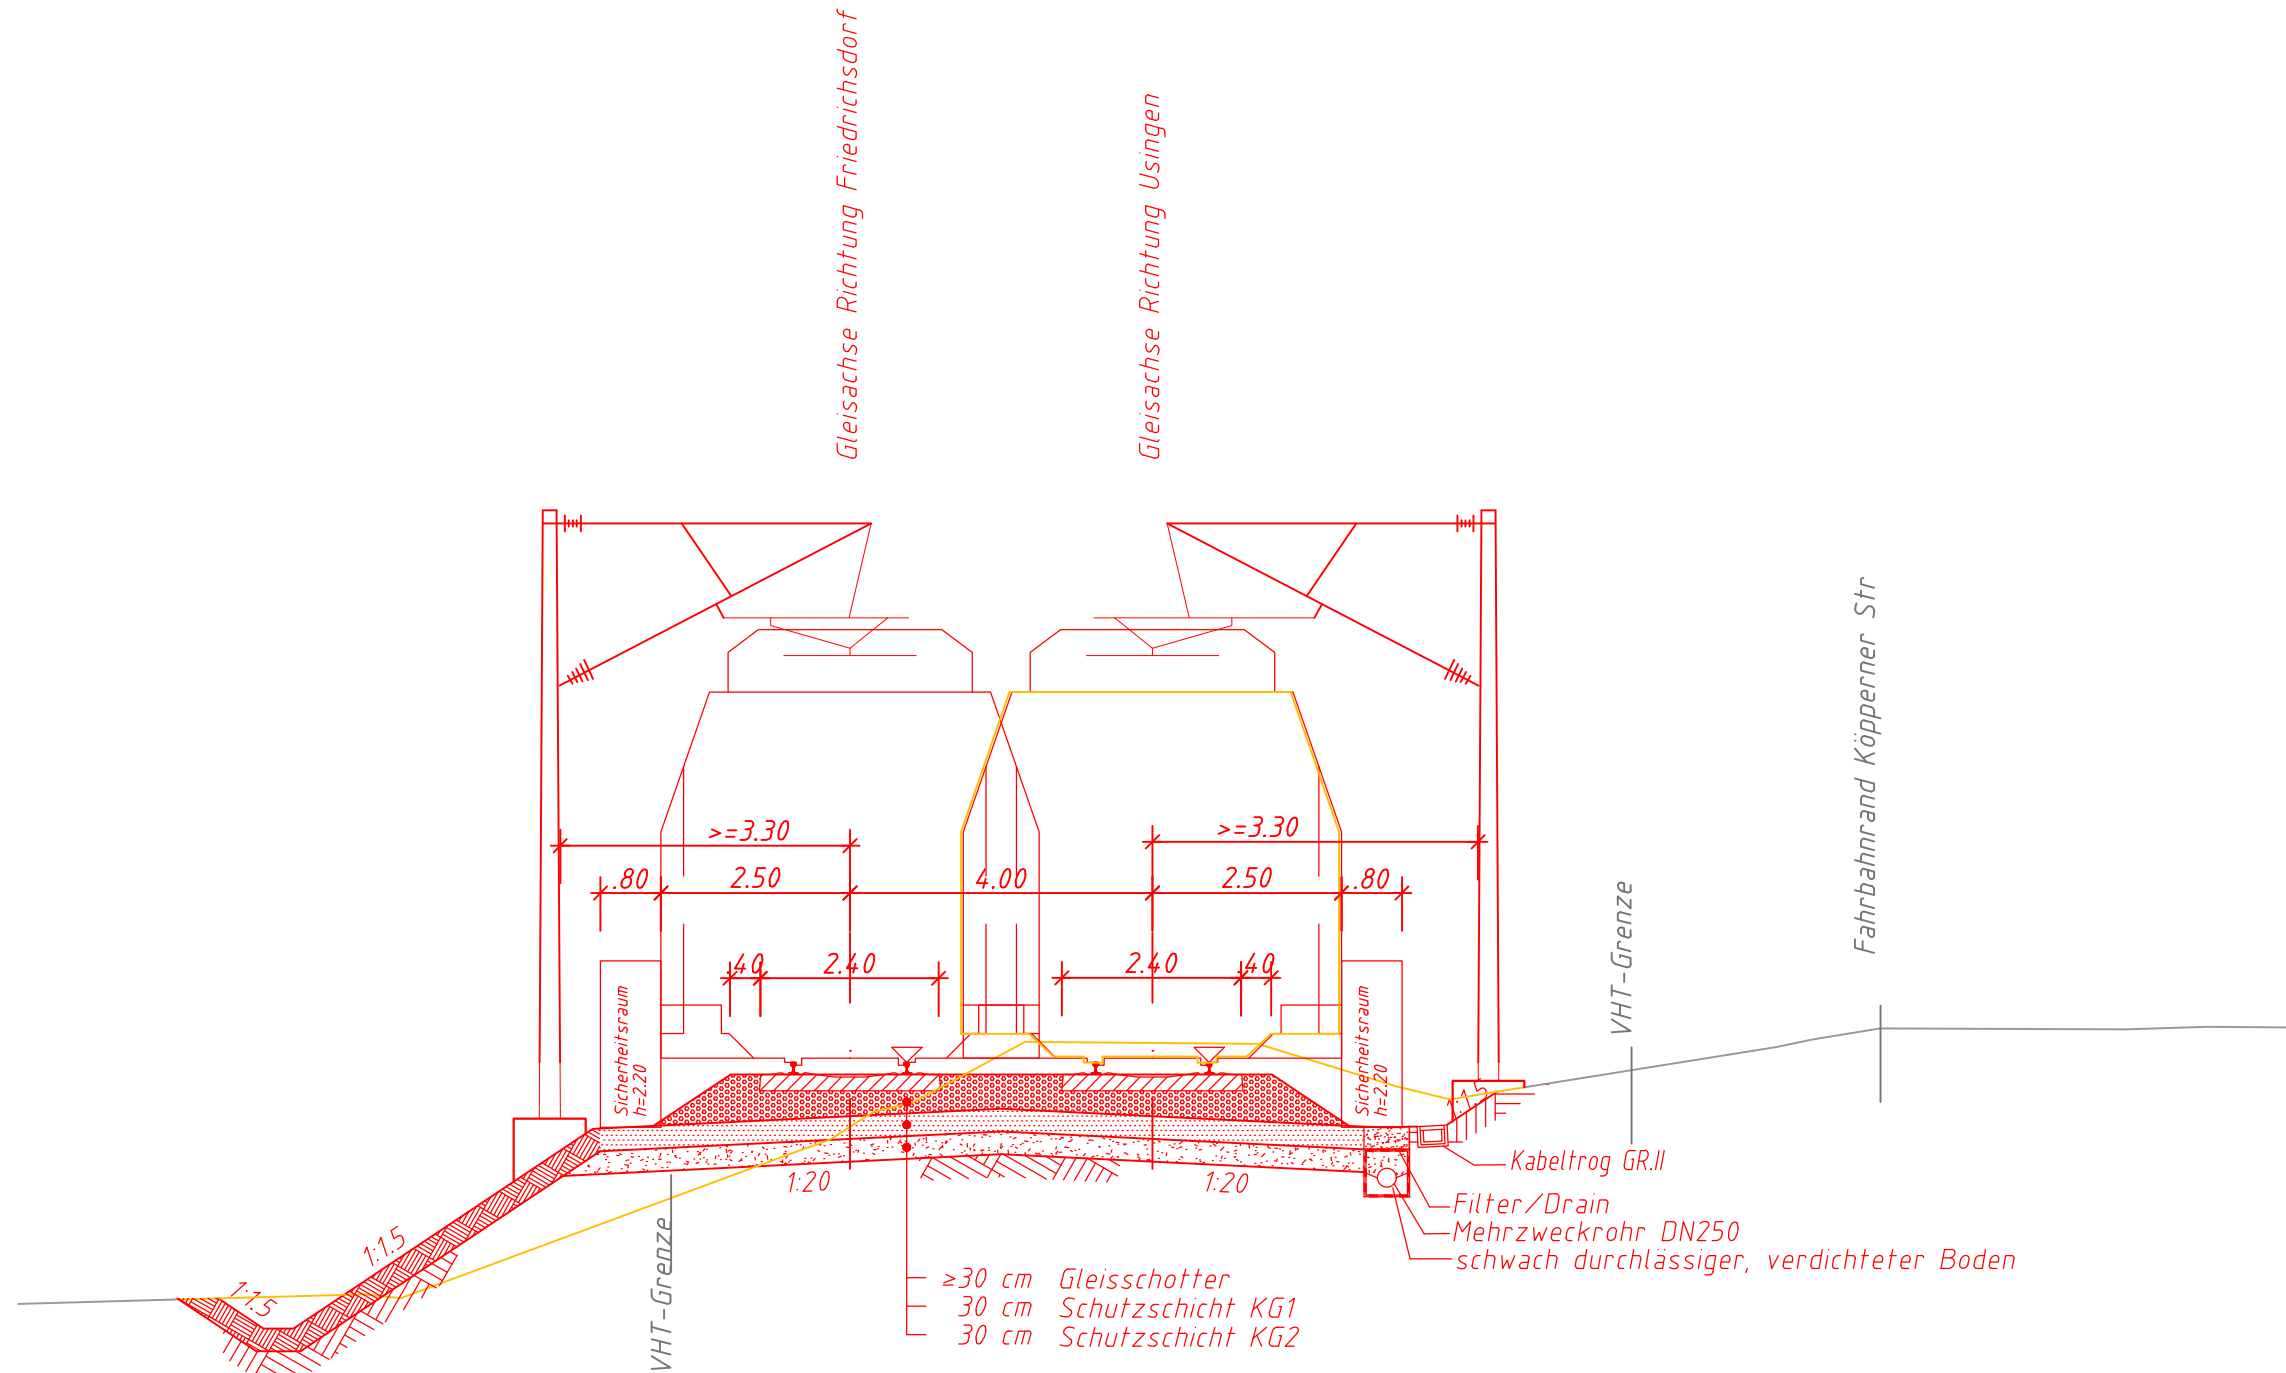 Gleisachse Richtung Friedrichsdorf
Gleisachse Richtung Usingen
Fahrbahnrand Köpperner Str
VHT-Grenze
>=3.30
>=3.30
.80
2.50
4.00
2.50
.80
.40
2.40
2.40
.40
Sicherheitsraum
h=2.20
Sicherheitsraum
h=2.20
1:1.5
1:20
1:20
Kabeltrog GR.II
Filter/Drain
Mehrzweckrohr DN250
schwach durchlässiger, verdichteter Boden
1:1.5
1:1.5
VHT-Grenze
≥30 cm Gleisschotter
30 cm Schutzschicht KG1
30 cm Schutzschicht KG2